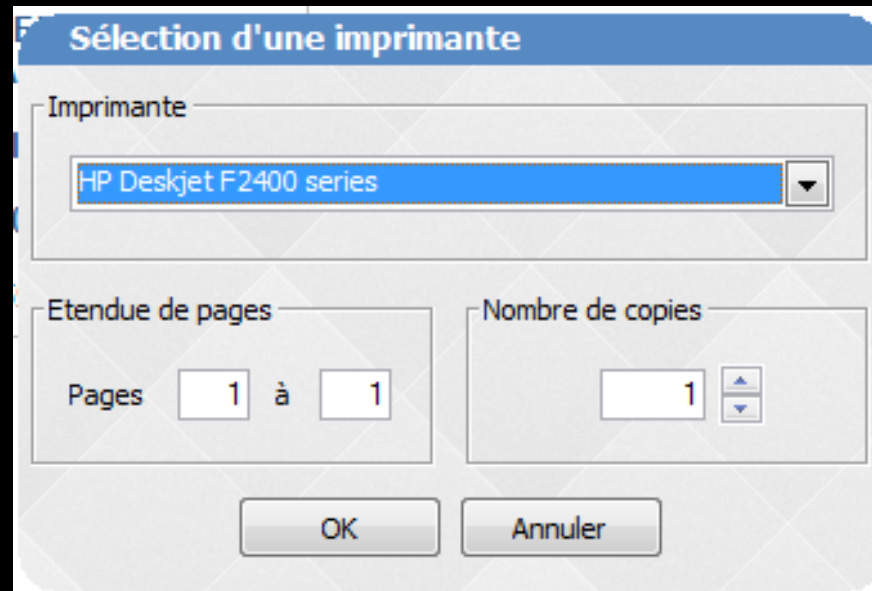 Sélection d'une imprimante
Imprimante
HP Deskjet F2400 series
Etendue de pages
Nombre de copies
Pages 1 à 1
1
OK
Annuler